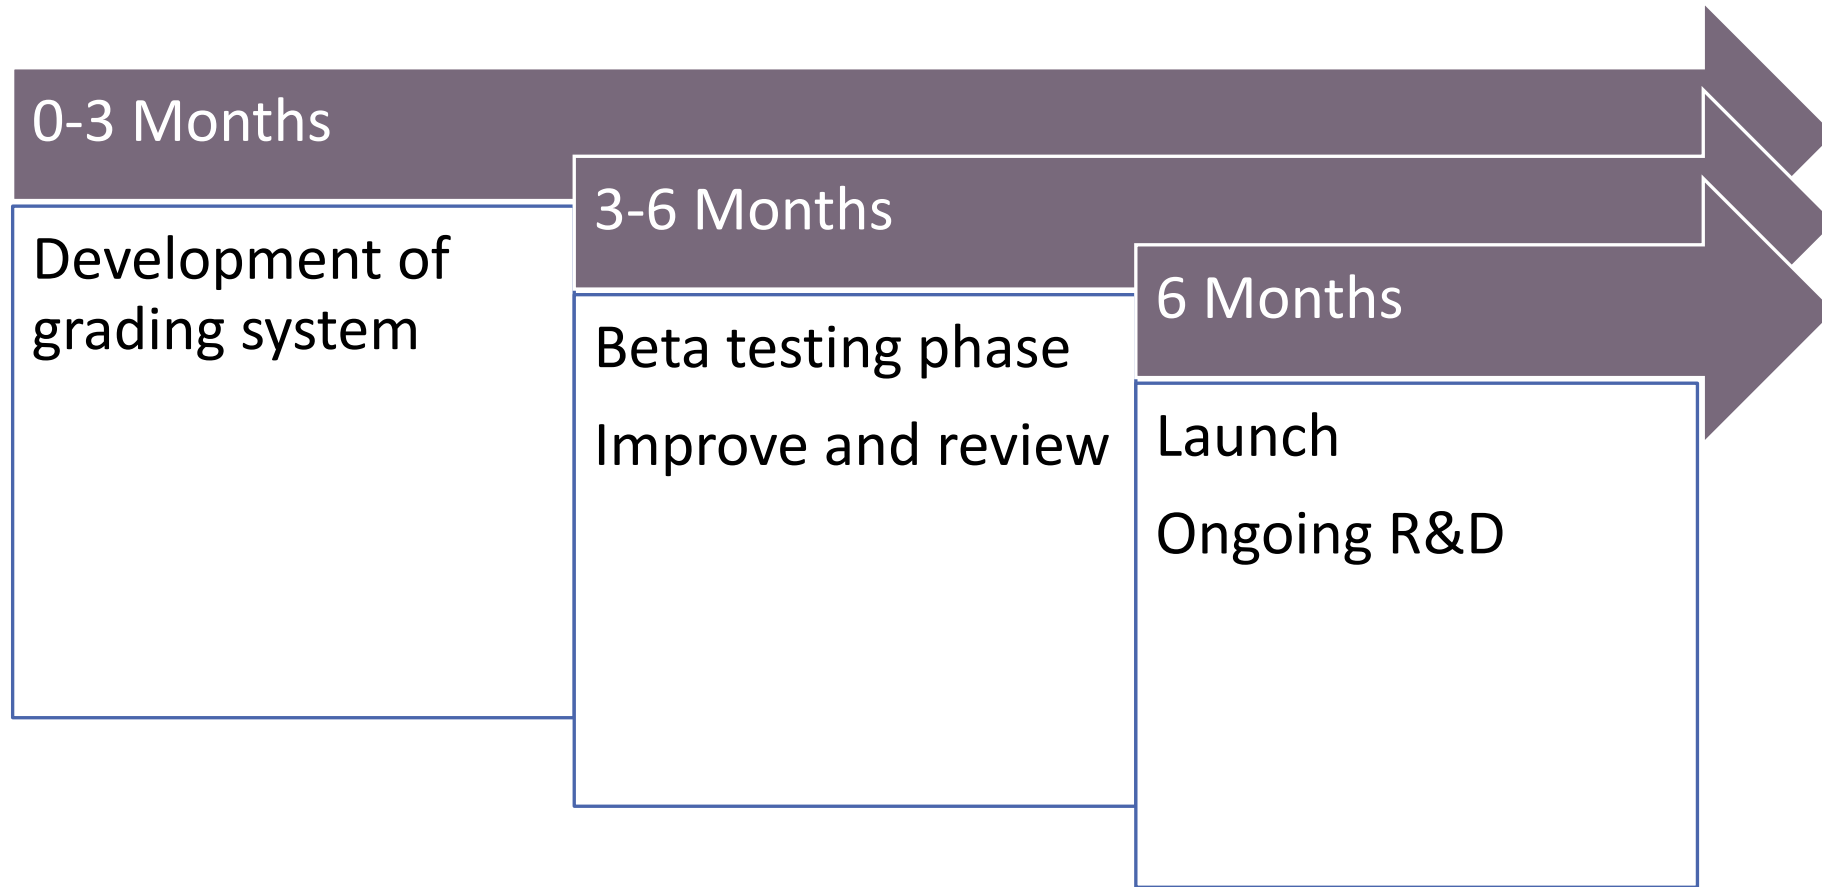 0-3 Months
Development of
grading system
3-6 Months
Beta testing phase
Improve and review
6 Months
Launch
Ongoing R&D